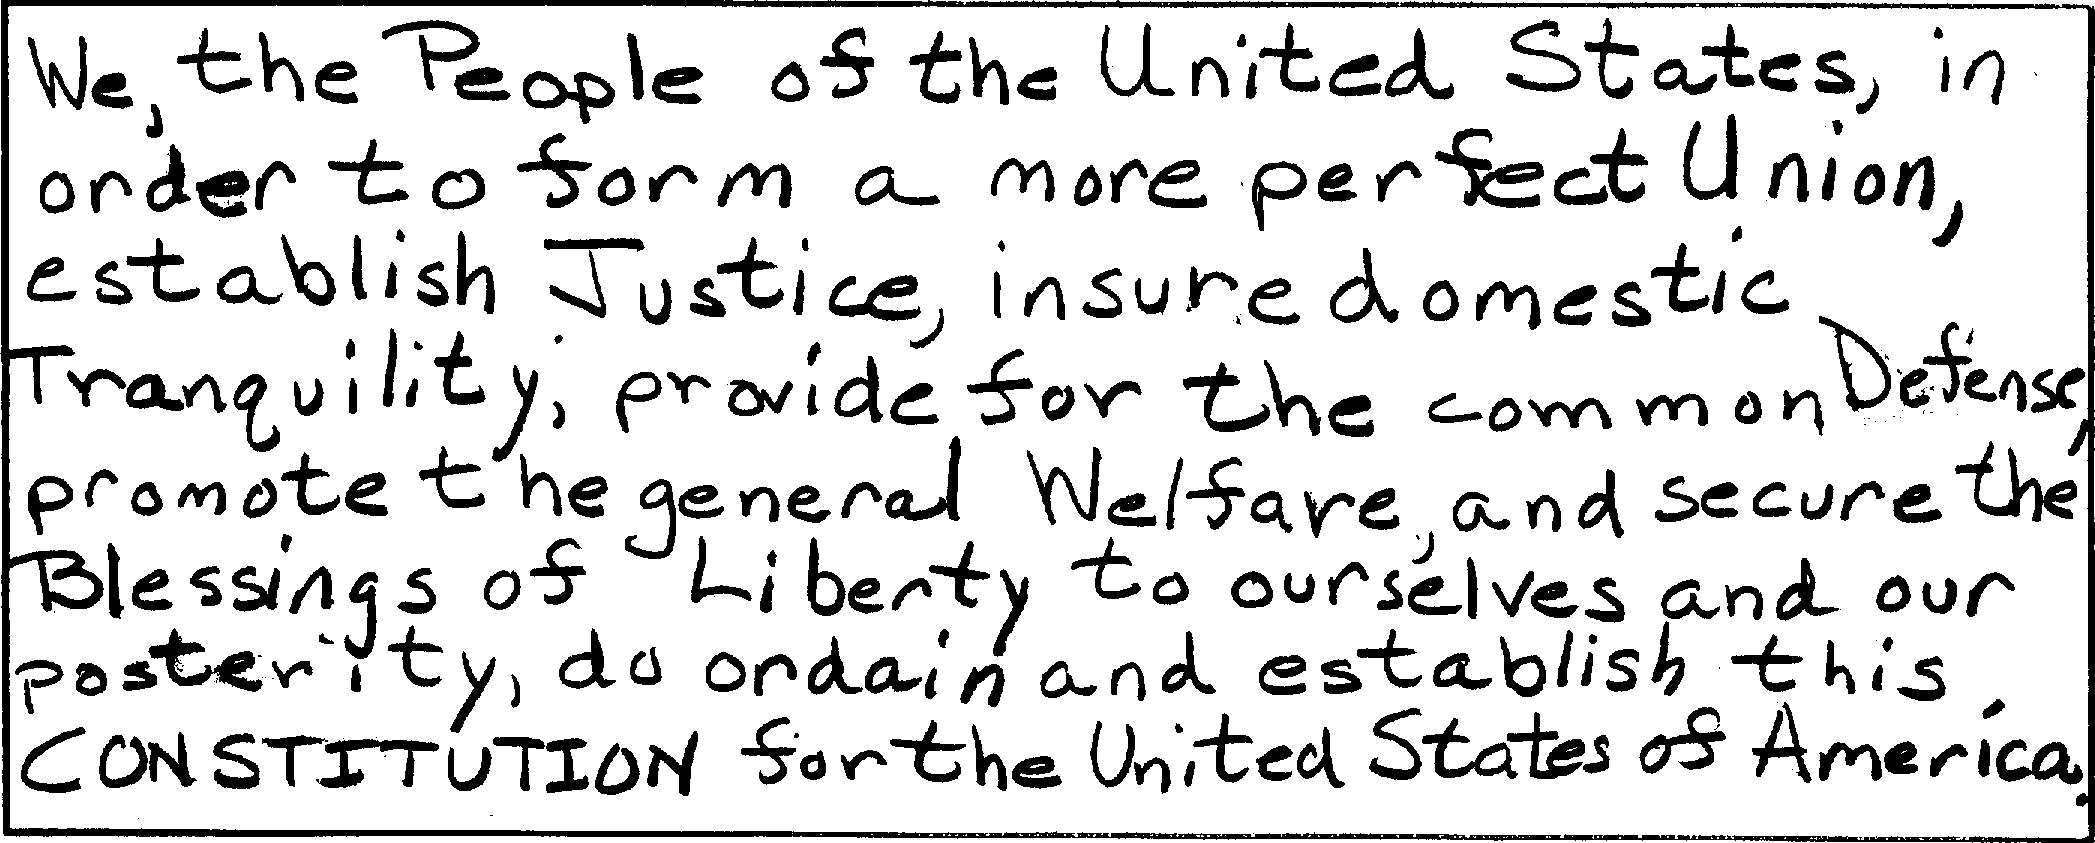 We, the People of the United States, in
order to form a more perfect Union,
establish Justice, insure domestic
Tranquility, provide for the common Defense,
promote the general Welfare, and secure the
Blessings of Liberty to ourselves and our
posterity, do ordain and establish this
CONSTITUTION for the United States of America.